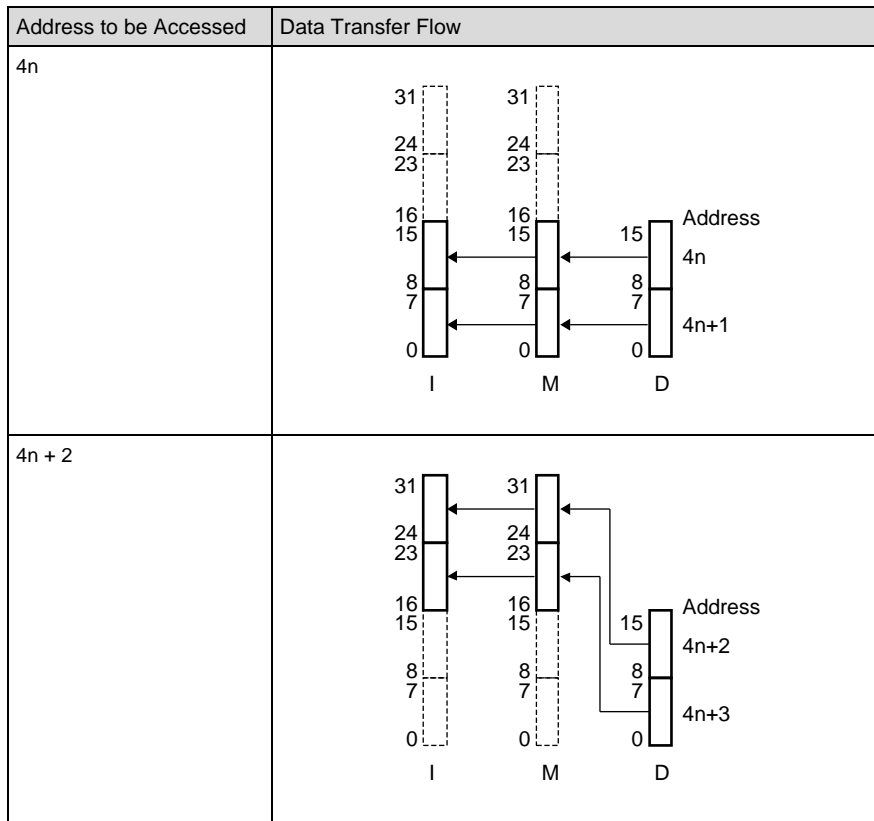 Address to be Accessed Data Transfer Flow
4n
31 31
24 24
23 23
16 16 Address
15 15 15 4n
8 8 8
7 7 7 4n+1
0 0 0
I M D
4n + 2
31 31
24 24
23 23
16 16 Address
15 15 15 4n+2
8 8 8
7 7 7 4n+3
0 0 0
I M D